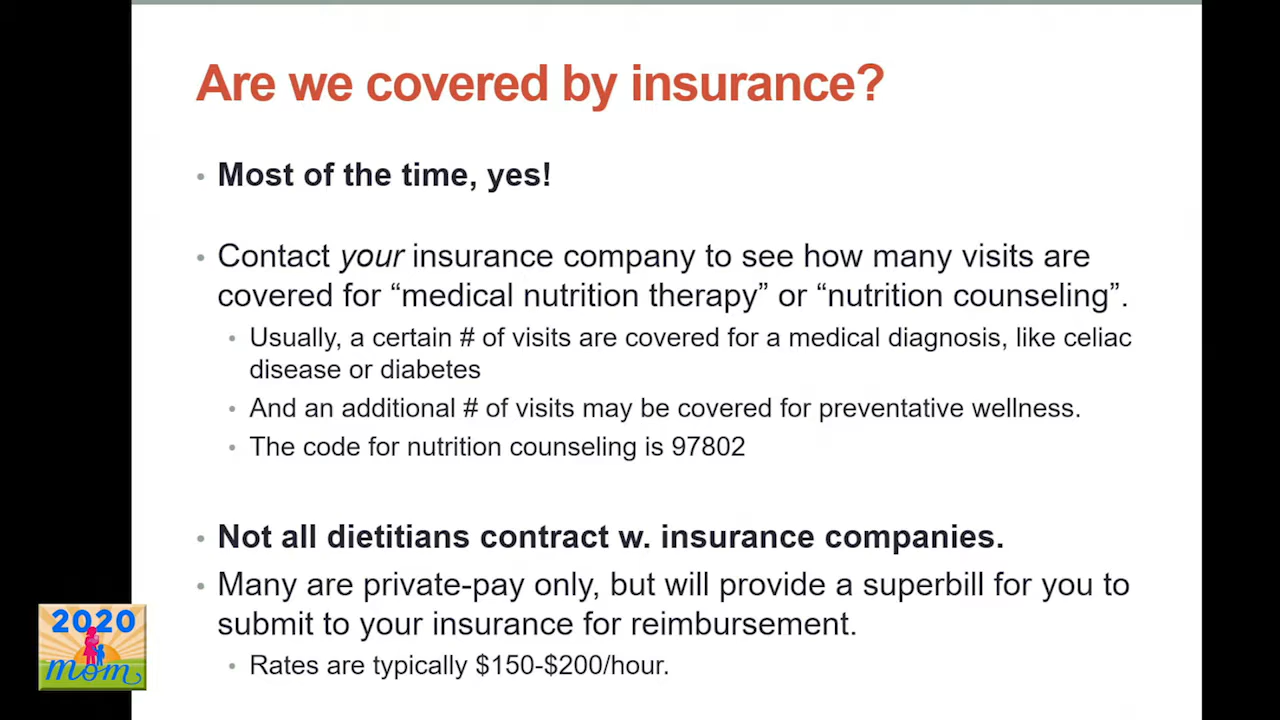 Are we covered by insurance?
• Most of the time, yes!
• Contact your insurance company to see how many visits are
covered for “medical nutrition therapy” or “nutrition counseling”.
• Usually, a certain # of visits are covered for a medical diagnosis, like celiac
disease or diabetes
• And an additional # of visits may be covered for preventative wellness.
• The code for nutrition counseling is 97802
• Not all dietitians contract w. insurance companies.
• Many are private-pay only, but will provide a superbill for you to
submit to your insurance for reimbursement.
• Rates are typically $150-$200/hour.
2020
mom